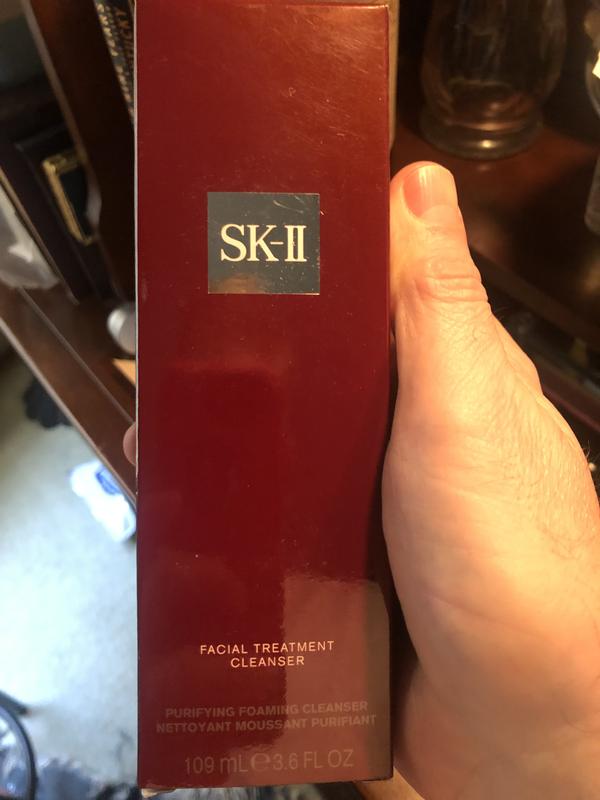 SK-II
FACIAL TREATMENT
CLEANSER
PURIFYING FOAMING CLEANSER
NETTOYANT MOUSSANT PURIFIANT
109 mL ℮ 3.6 FL OZ